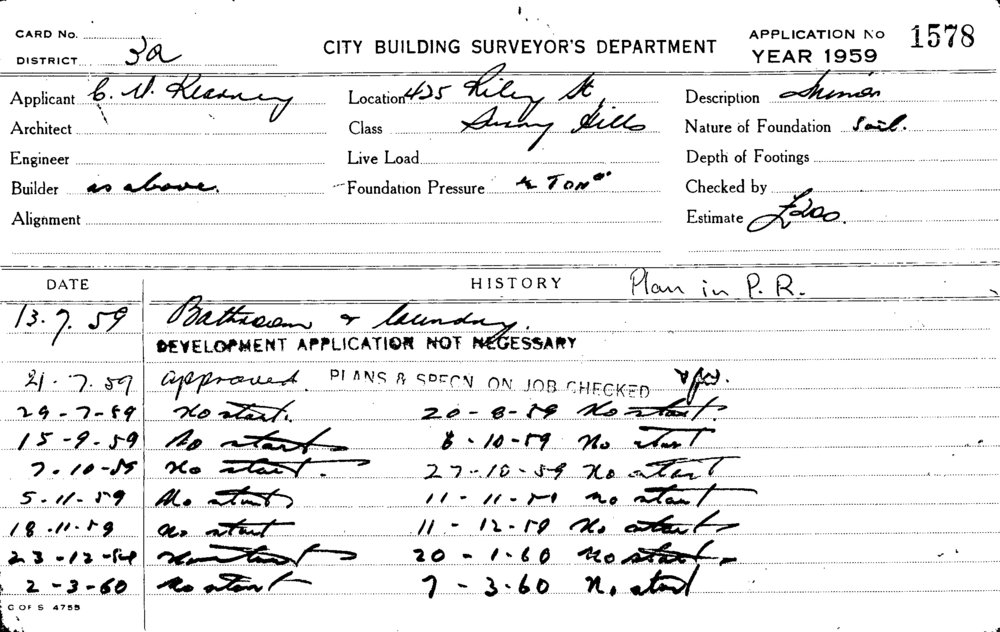 CARD No.
DISTRICT 3a
CITY BUILDING SURVEYOR'S DEPARTMENT
APPLICATION No 1578
YEAR 1959
Applicant C. V. Kearney Location 425 Riley St, Description
Architect Class Surry Hills Nature of Foundation Soil.
Engineer Live Load Depth of Footings
Builder as above. Foundation Pressure Ton Checked by
Alignment Estimate £200.
DATE HISTORY Plan in P.R.
13.7.59 Bathroom & laundry.
DEVELOPMENT APPLICATION NOT NECESSARY
21.7.59 approved. PLANS & SPECN ON JOB CHECKED
29-7-59 No start. 20-8-59 No start
15-9-59 No start 6-10-59 No start
7-10-59 No start. 27-10-59 No start
5-11-59 No start 11-11-59 no start
18-11-59 no start 11-12-59 No start
23-12-59 No start 20-1-60 No start
2-3-60 No start 7-3-60 No start
C OF S 4755